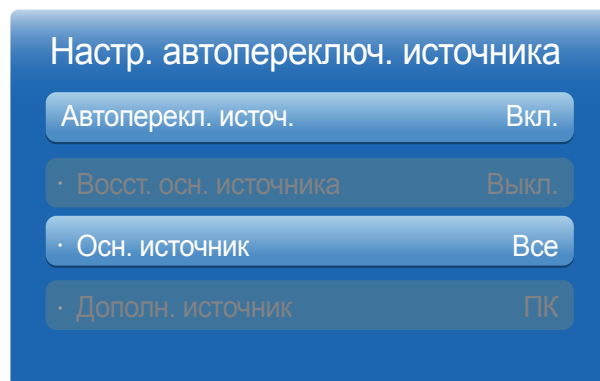 Настр. автопереключ. источника
Автоперекл. источ. Вкл.
· Восст. осн. источника Выкл.
· Осн. источник Все
· Дополн. источник ПК